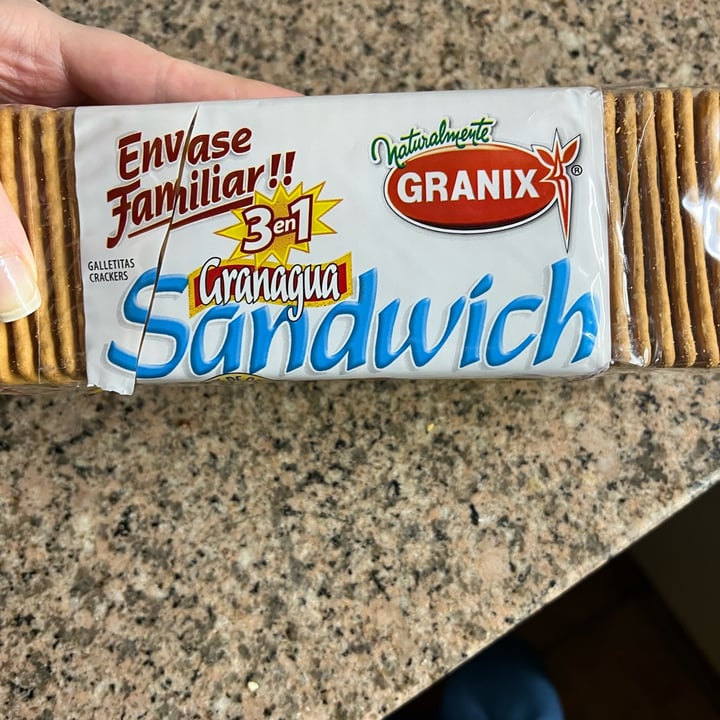 Envase
Familiar!!
3 en 1
GALLETITAS
CRACKERS
Granagua
Sandwich
Naturalmente
GRANIX
®